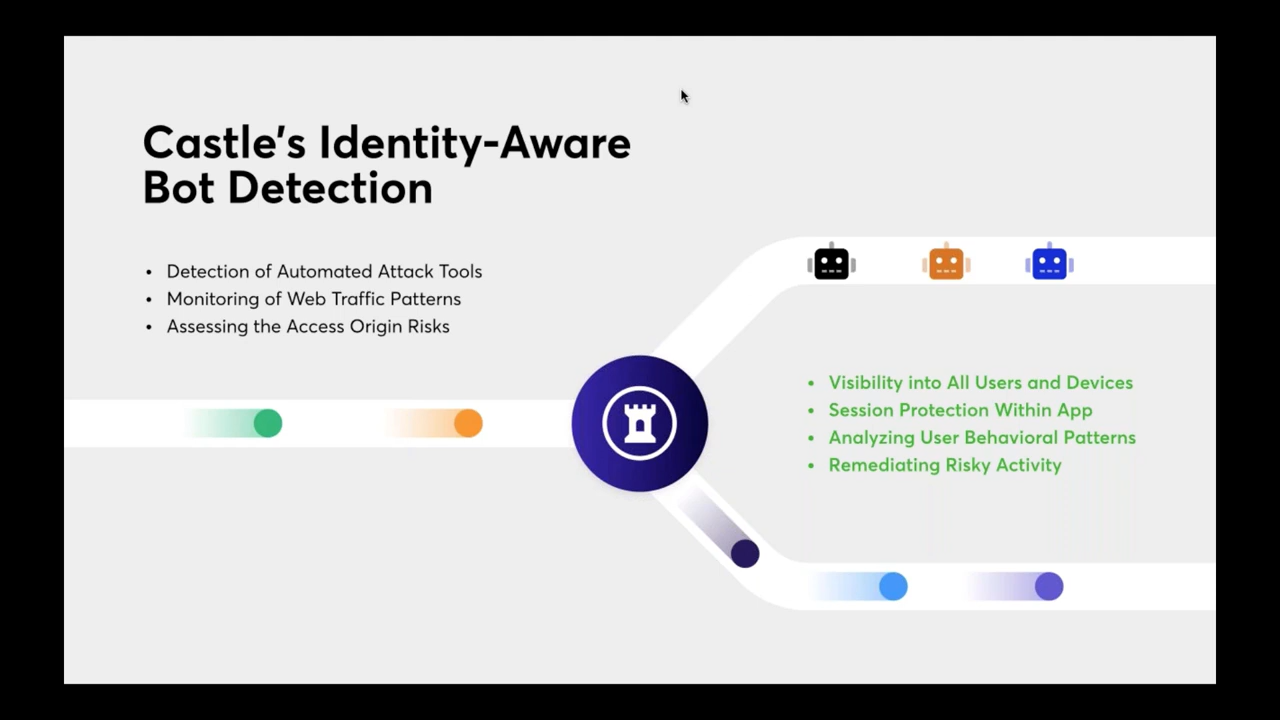 Castle's Identity-Aware
Bot Detection
• Detection of Automated Attack Tools
• Monitoring of Web Traffic Patterns
• Assessing the Access Origin Risks
• Visibility into All Users and Devices
• Session Protection Within App
• Analyzing User Behavioral Patterns
• Remediating Risky Activity